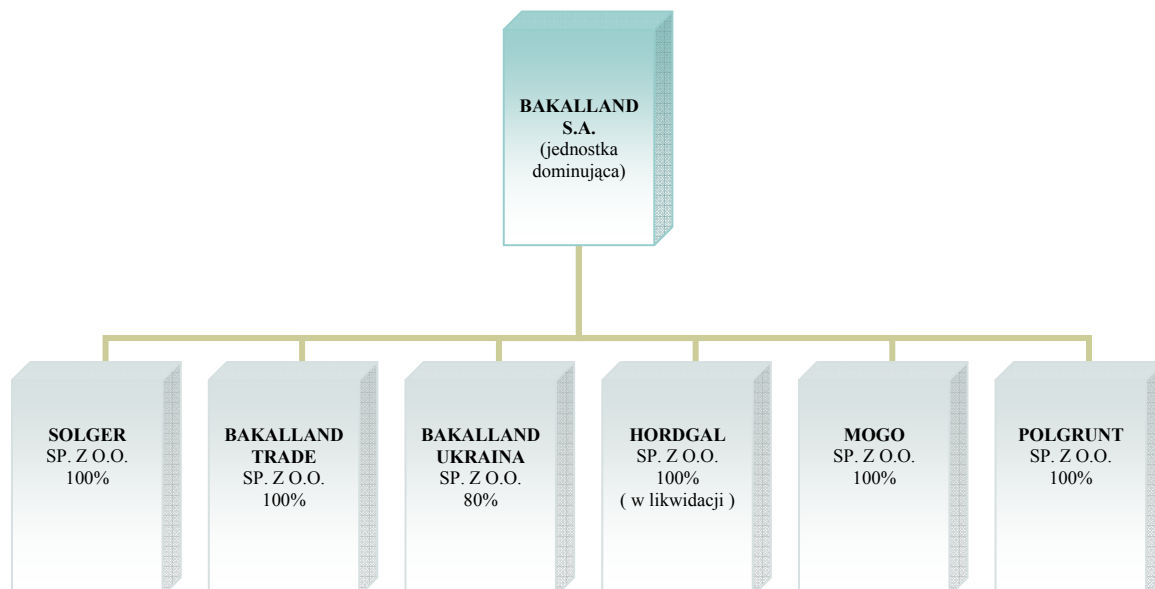 BAKALLAND
S.A.
(jednostka
dominująca)
SOLGER
SP. Z O.O.
100%
BAKALLAND
TRADE
SP. Z O.O.
100%
BAKALLAND
UKRAINA
SP. Z O.O.
80%
HORDGAL
SP. Z O.O.
100%
( w likwidacji )
MOGO
SP. Z O.O.
100%
POLGRUNT
SP. Z O.O.
100%